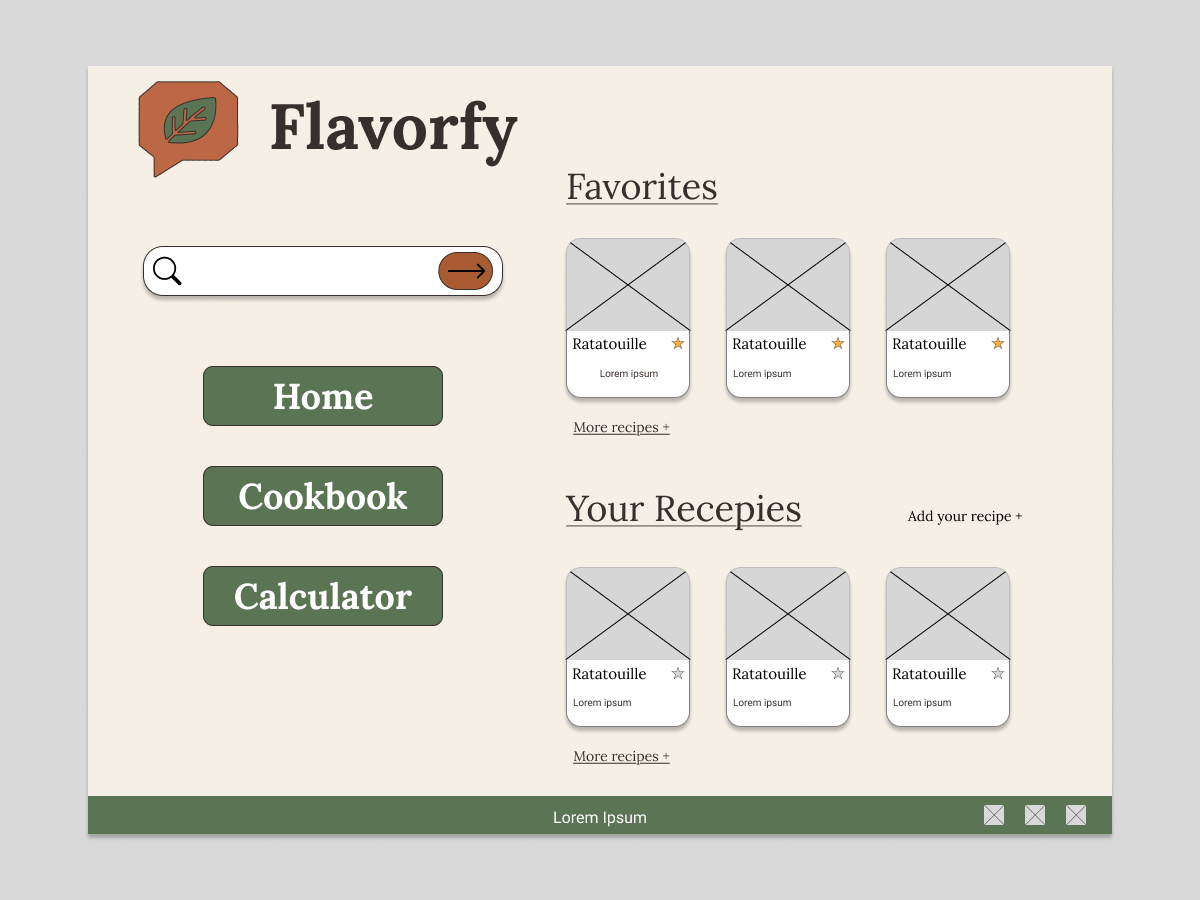 Flavorfy
Home
Cookbook
Calculator
Favorites
Ratatouille
Lorem ipsum
Ratatouille
Lorem ipsum
Ratatouille
Lorem ipsum
More recipes +
Your Recepies
Add your recipe +
Ratatouille
Lorem ipsum
Ratatouille
Lorem ipsum
Ratatouille
Lorem ipsum
More recipes +
Lorem Ipsum